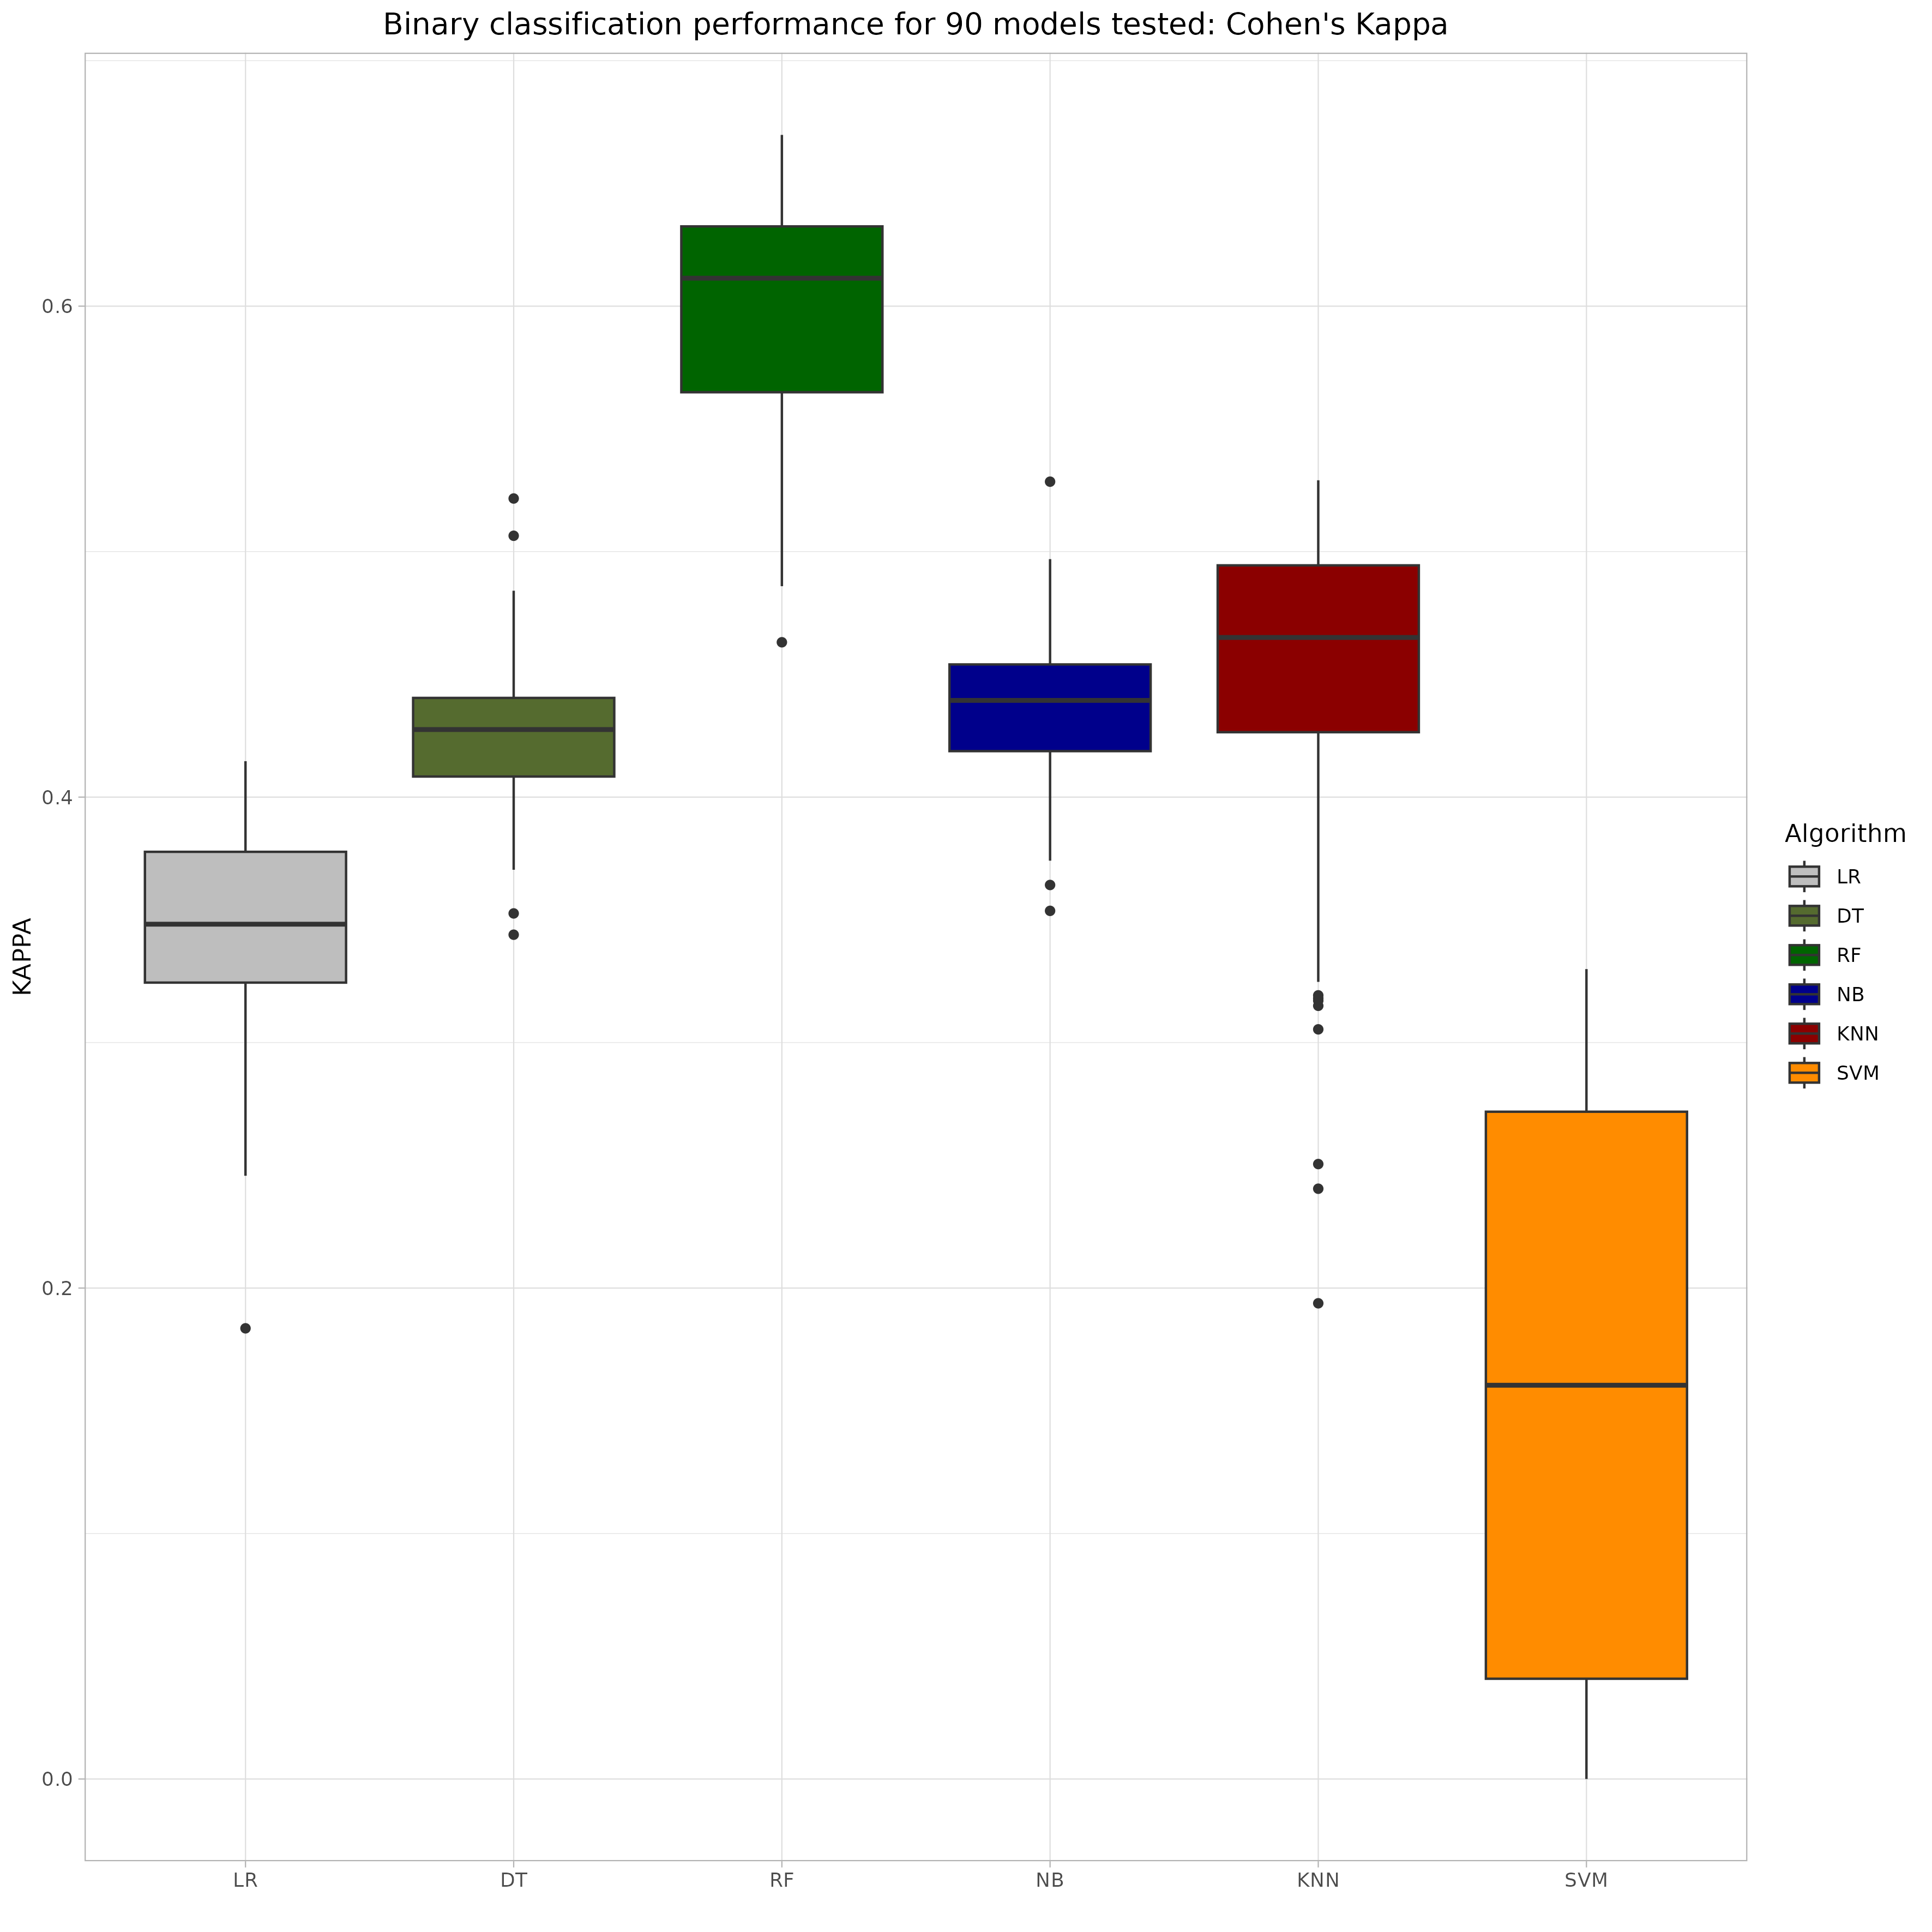 Binary classification performance for 90 models tested: Cohen's Kappa
KAPPA
0.6
0.4
0.2
0.0
LR DT RF NB KNN SVM
Algorithm
LR
DT
RF
NB
KNN
SVM